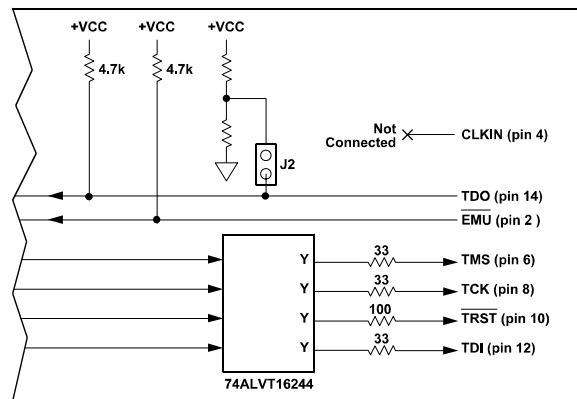 +VCC +VCC +VCC
4.7k 4.7k
Not
Connected
CLKIN (pin 4)
J2
TDO (pin 14)
EMU (pin 2 )
33
Y TMS (pin 6)
33
Y TCK (pin 8)
100
Y TRST (pin 10)
33
Y TDI (pin 12)
74ALVT16244